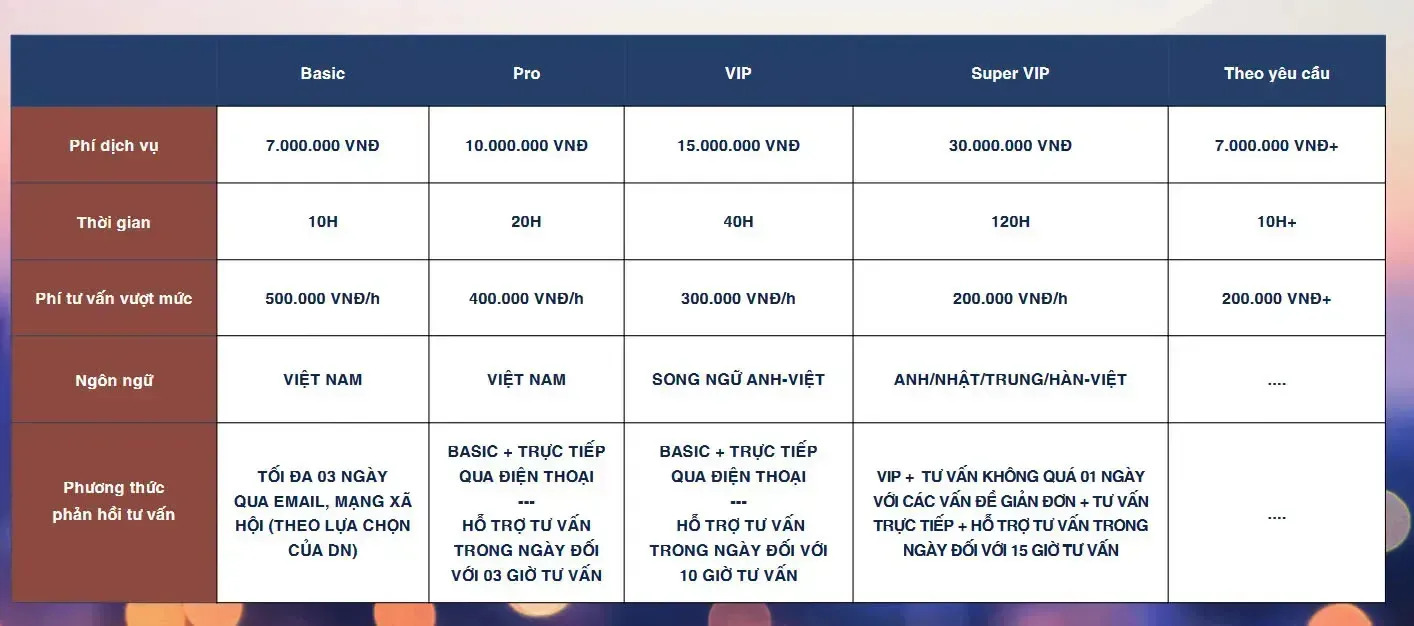 Basic
Pro
VIP
Super VIP
Theo yêu cầu
Phí dịch vụ
7.000.000 VNĐ
10.000.000 VNĐ
15.000.000 VNĐ
30.000.000 VNĐ
7.000.000 VNĐ+
Thời gian
10H
20H
40H
120H
10H+
Phí tư vấn vượt mức
500.000 VNĐ/h
400.000 VNĐ/h
300.000 VNĐ/h
200.000 VNĐ/h
200.000 VNĐ+
Ngôn ngữ
VIỆT NAM
VIỆT NAM
SONG NGỮ ANH-VIỆT
ANH/NHẬT/TRUNG/HÀN-VIỆT
....
Phương thức
phản hồi tư vấn
TỐI ĐA 03 NGÀY
QUA EMAIL, MẠNG XÃ
HỘI (THEO LỰA CHỌN
CỦA DN)
BASIC + TRỰC TIẾP
QUA ĐIỆN THOẠI
---
HỖ TRỢ TƯ VẤN
TRONG NGÀY ĐỐI
VỚI 03 GIỜ TƯ VẤN
BASIC + TRỰC TIẾP
QUA ĐIỆN THOẠI
---
HỖ TRỢ TƯ VẤN
TRONG NGÀY ĐỐI VỚI
10 GIỜ TƯ VẤN
VIP + TƯ VẤN KHÔNG QUÁ 01 NGÀY
VỚI CÁC VẤN ĐỀ GIẢN ĐƠN + TƯ VẤN
TRỰC TIẾP + HỖ TRỢ TƯ VẤN TRONG
NGÀY ĐỐI VỚI 15 GIỜ TƯ VẤN
....